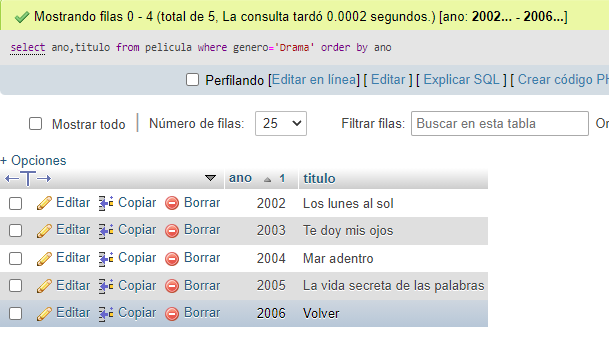 Mostrando filas 0 - 4 (total de 5, La consulta tardó 0.0002 segundos.) [ano: 2002... - 2006...]
select ano,titulo from pelicula where genero='Drama' order by ano
Perfilando [Editar en línea] [ Editar ] [ Explicar SQL ] [ Crear código PH
Mostrar todo | Número de filas: 25 Filtrar filas: Buscar en esta tabla Or
+ Opciones
ano 1 titulo
Editar Copiar Borrar 2002 Los lunes al sol
Editar Copiar Borrar 2003 Te doy mis ojos
Editar Copiar Borrar 2004 Mar adentro
Editar Copiar Borrar 2005 La vida secreta de las palabras
Editar Copiar Borrar 2006 Volver